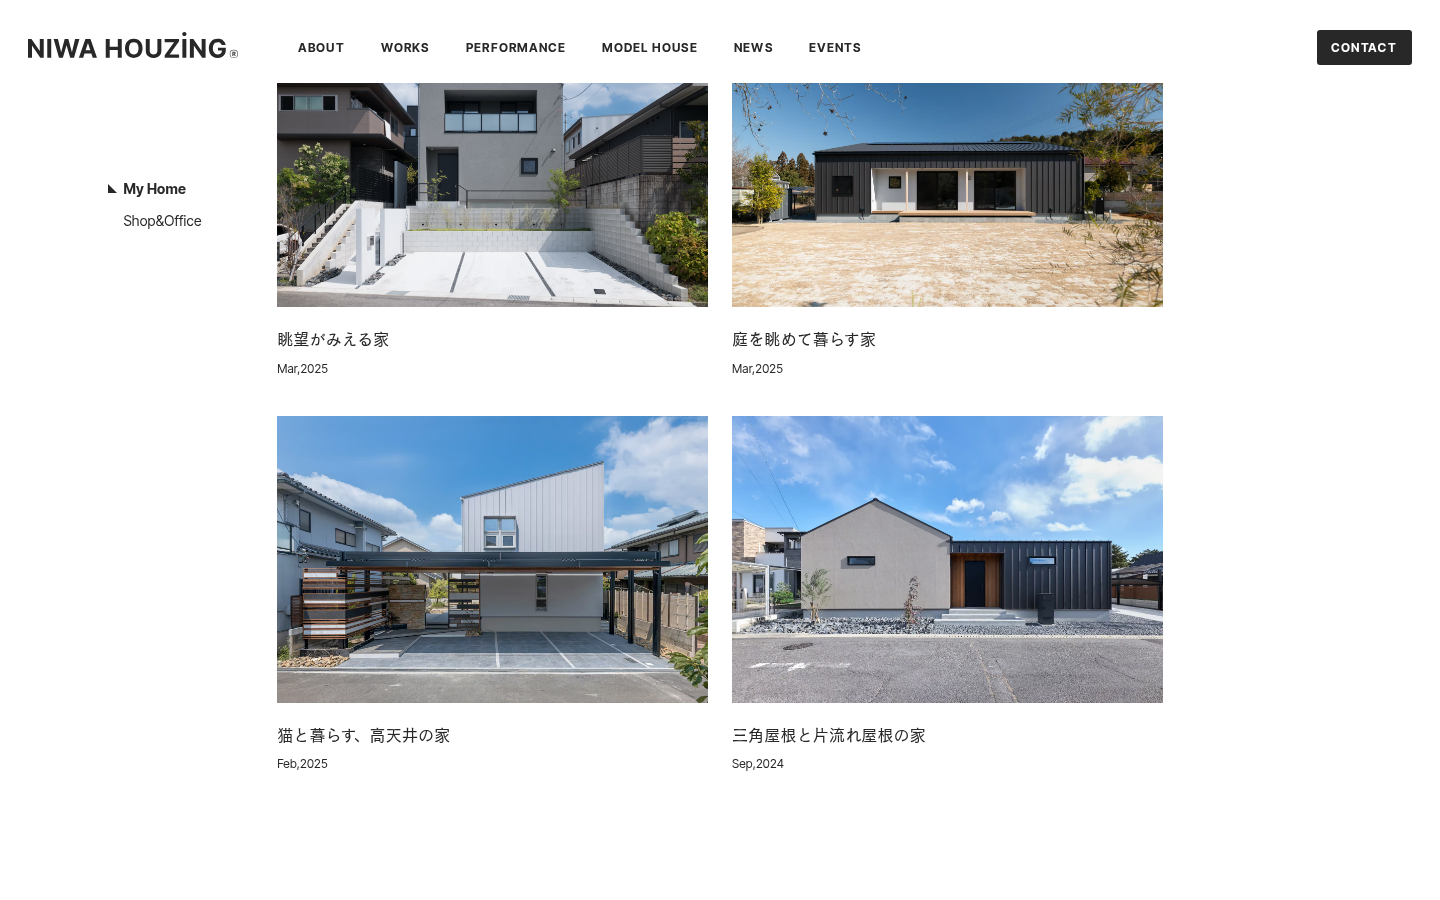 NIWA HOUZING®
ABOUT
WORKS
PERFORMANCE
MODEL HOUSE
NEWS
EVENTS
CONTACT
My Home
Shop&Office
眺望がみえる家
Mar,2025
庭を眺めて暮らす家
Mar,2025
猫と暮らす、高天井の家
Feb,2025
三角屋根と片流れ屋根の家
Sep,2024